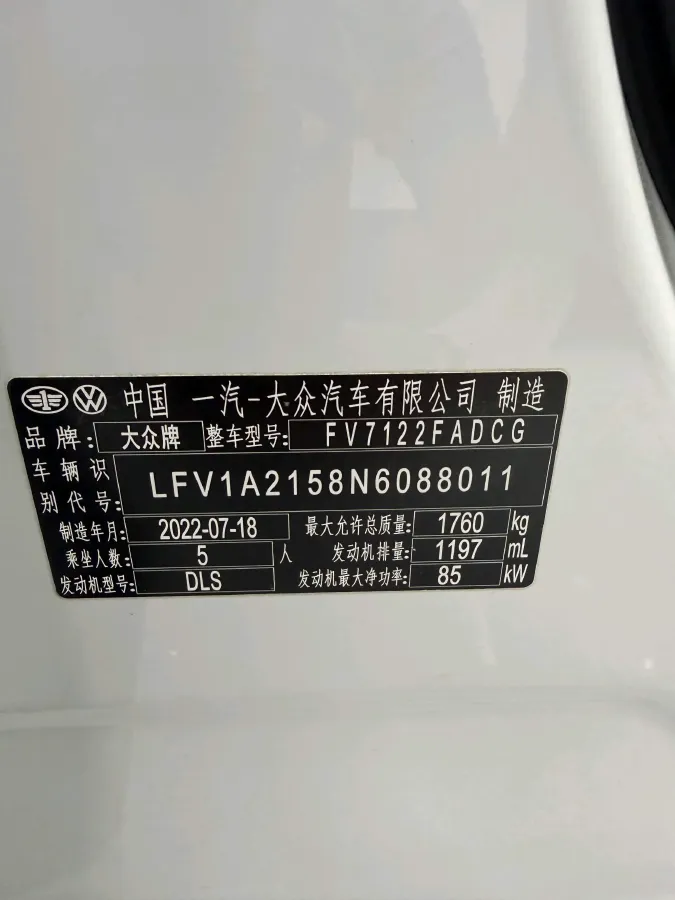 中国 一汽-大众汽车有限公司 制造
品牌: 大众牌 整车型号: FV7122FADCG
车辆识别代号: LFV1A2158N6088011
制造年月: 2022-07-18 最大允许总质量: 1760 kg
乘坐人数: 5 人 发动机排量: 1197 mL
发动机型号: DLS 发动机最大净功率: 85 kW